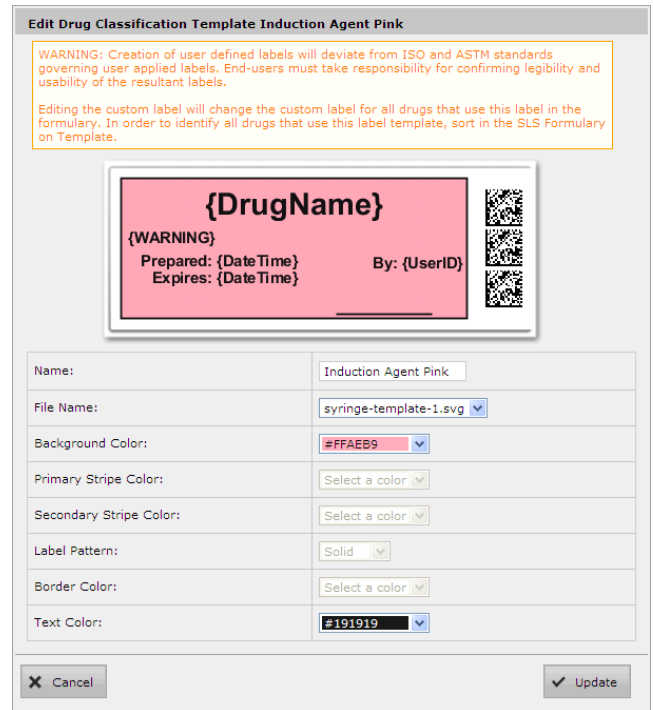 Edit Drug Classification Template Induction Agent Pink
WARNING: Creation of user defined labels will deviate from ISO and ASTM standards
governing user applied labels. End-users must take responsibility for confirming legibility and
usability of the resultant labels.
Editing the custom label will change the custom label for all drugs that use this label in the
formulary. In order to identify all drugs that use this label template, sort in the SLS Formulary
on Template.
{DrugName}
{WARNING}
Prepared: {DateTime}
By: {UserID}
Expires: {DateTime}
Name: Induction Agent Pink
File Name: syringe-template-1.svg
Background Color: #FFAEB9
Primary Stripe Color: Select a color
Secondary Stripe Color: Select a color
Label Pattern: Solid
Border Color: Select a color
Text Color: #191919
Cancel Update